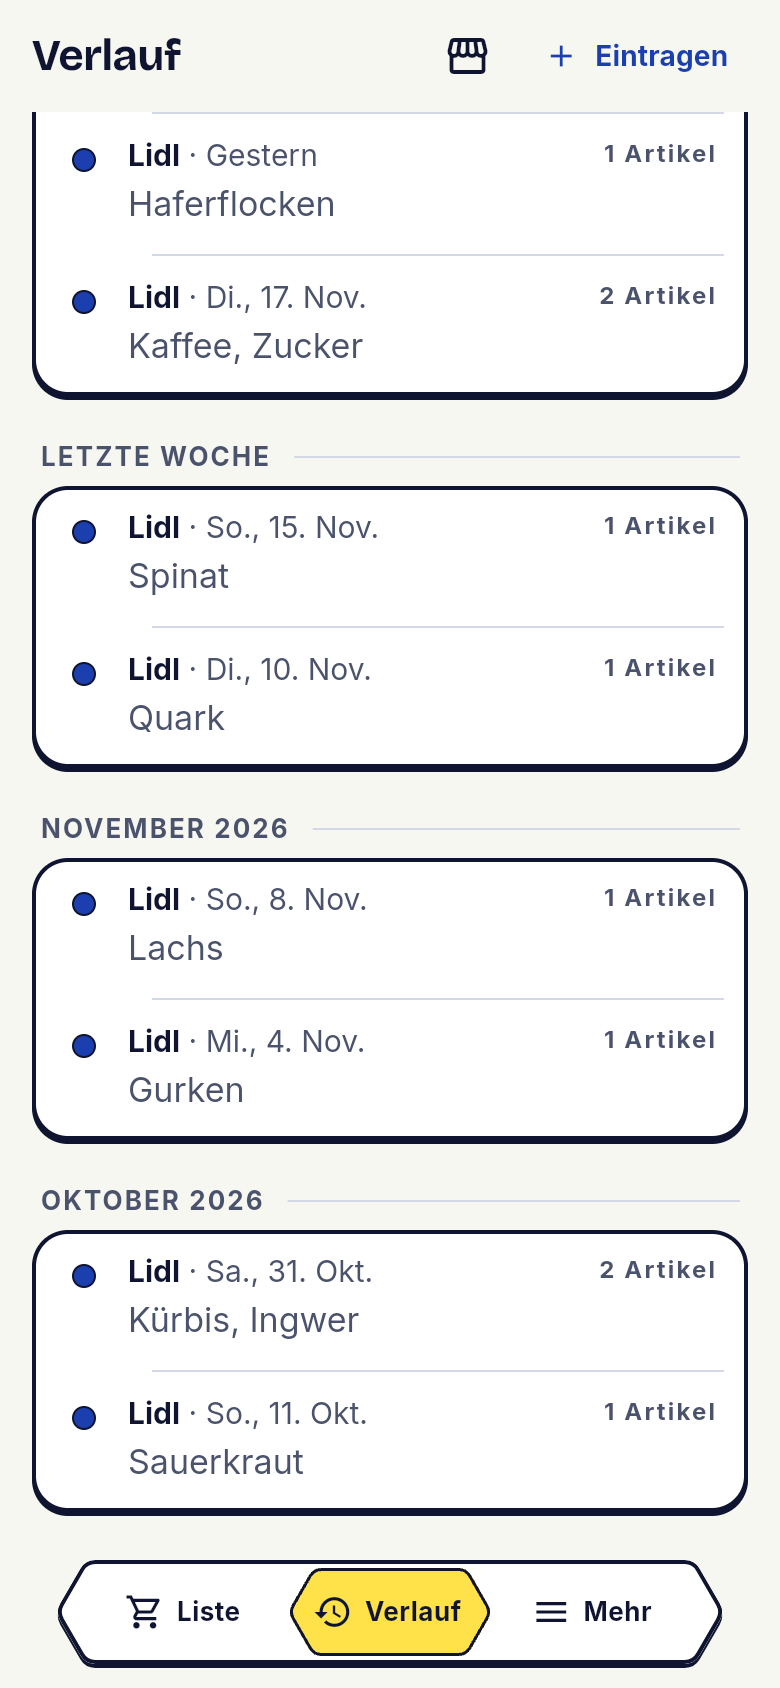 Verlauf
Eintragen
Lidl · Gestern
1 Artikel
Haferflocken
Lidl · Di., 17. Nov.
2 Artikel
Kaffee, Zucker
LETZTE WOCHE
Lidl · So., 15. Nov.
1 Artikel
Spinat
Lidl · Di., 10. Nov.
1 Artikel
Quark
NOVEMBER 2026
Lidl · So., 8. Nov.
1 Artikel
Lachs
Lidl · Mi., 4. Nov.
1 Artikel
Gurken
OKTOBER 2026
Lidl · Sa., 31. Okt.
2 Artikel
Kürbis, Ingwer
Lidl · So., 11. Okt.
1 Artikel
Sauerkraut
Liste
Verlauf
Mehr